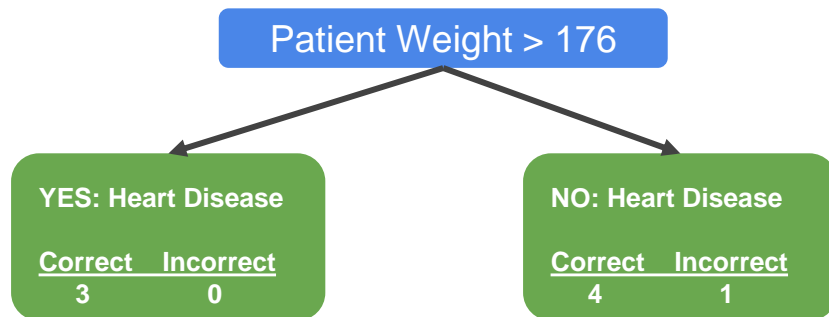 Patient Weight > 176
YES: Heart Disease
Correct Incorrect
3 0
NO: Heart Disease
Correct Incorrect
4 1